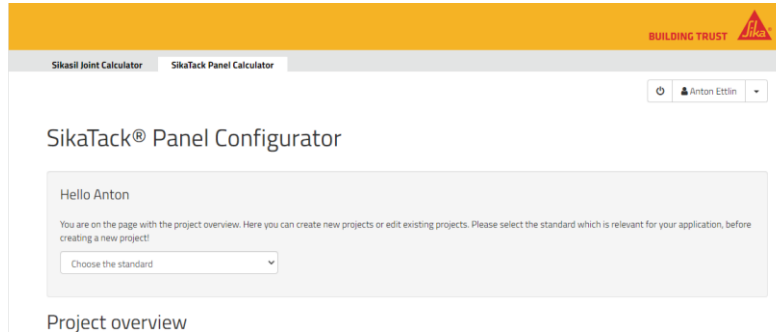 BUILDING TRUST
Sika
Sikasil Joint Calculator SikaTack Panel Calculator
Anton Ettlin
SikaTack® Panel Configurator
Hello Anton
You are on the page with the project overview. Here you can create new projects or edit existing projects. Please select the standard which is relevant for your application, before
creating a new project!
Choose the standard
Project overview